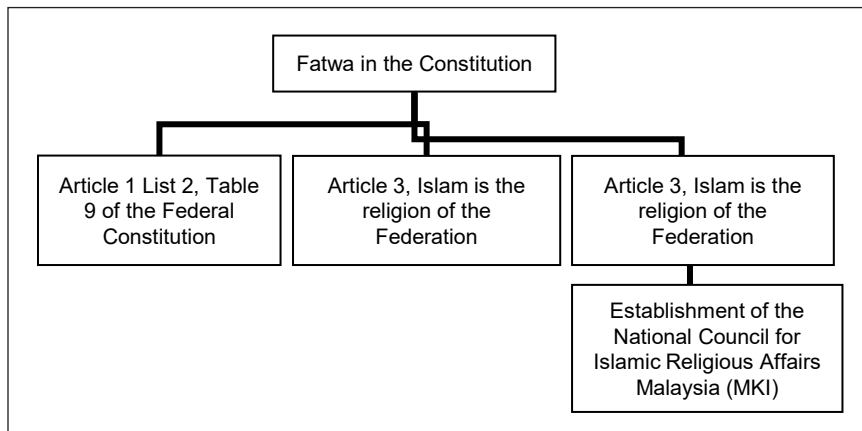 Fatwa in the Constitution
Article 1 List 2, Table
9 of the Federal
Constitution
Article 3, Islam is the
religion of the
Federation
Article 3, Islam is the
religion of the
Federation
Establishment of the
National Council for
Islamic Religious Affairs
Malaysia (MKI)